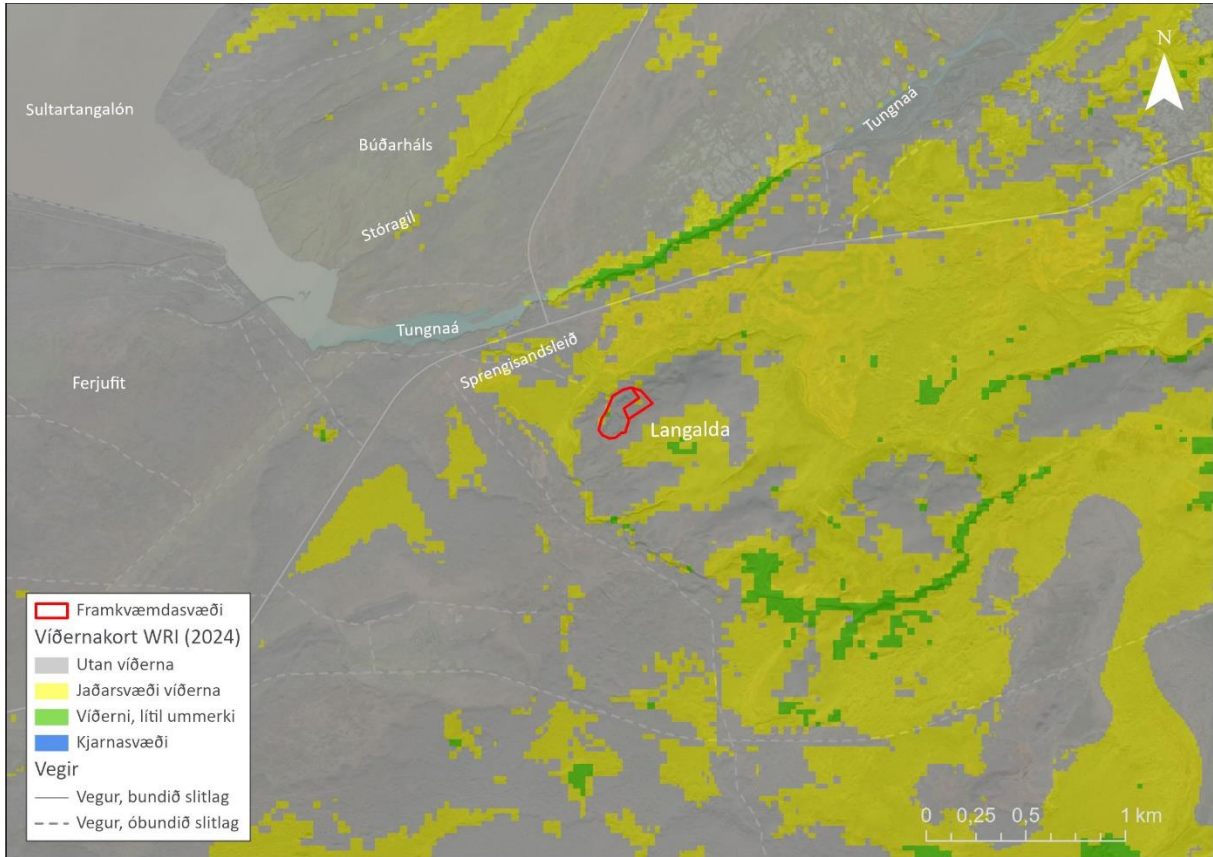 N
Sultartangalón
Búðarháls
Tungnaá
Stóragil
Tungnaá
Sprengisandsleið
Ferjufit
Langalda
Framkvæmdasvæði
Víðernakort WRI (2024)
Utan víðerna
Jaðarsvæði víðerna
Víðerni, lítil ummerki
Kjarnasvæði
Vegir
Vegur, bundið slitlag
Vegur, óbundið slitlag
0 0,25 0,5 1 km